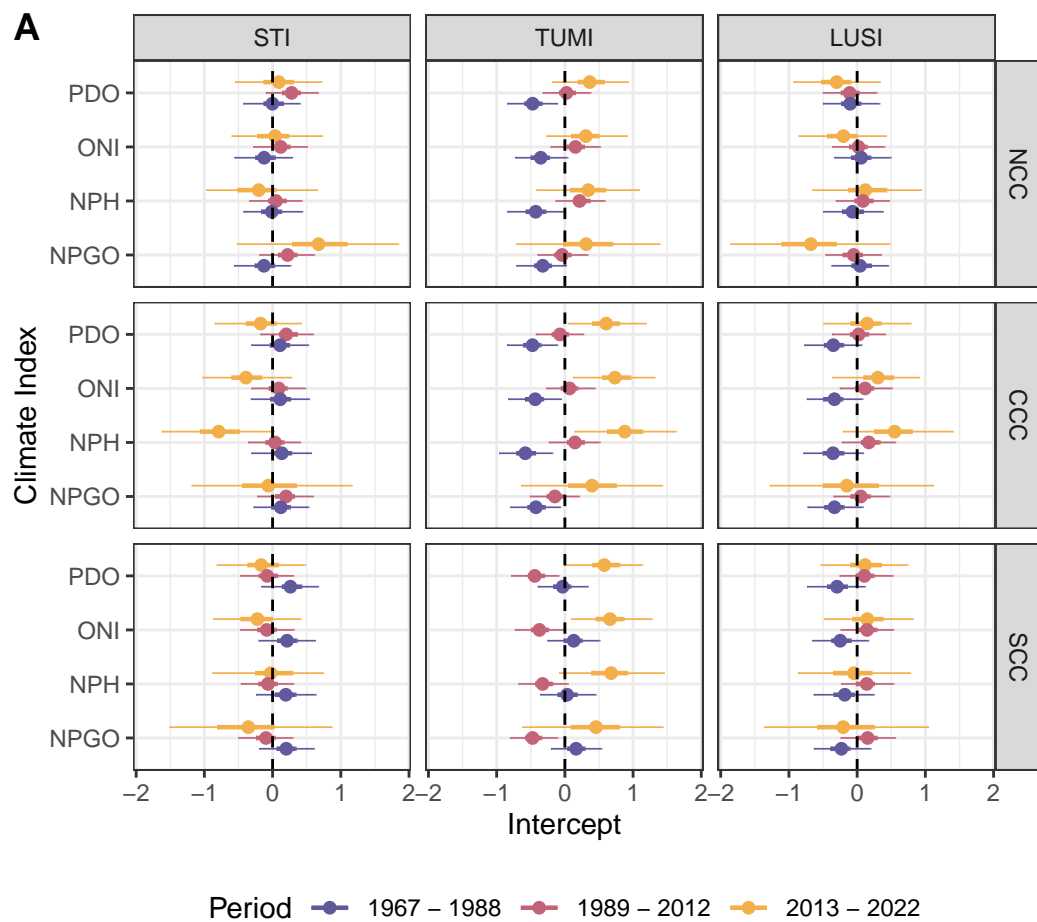 A
STI TUMI LUSI
PDO
ONI
NPH
NPGO
NCC
PDO
ONI
NPH
NPGO
CCC
PDO
ONI
NPH
NPGO
SCC
Climate Index
−2 −1 0 1 2 −2 −1 0 1 2 −2 −1 0 1 2
Intercept
Period 1967 − 1988 1989 − 2012 2013 − 2022